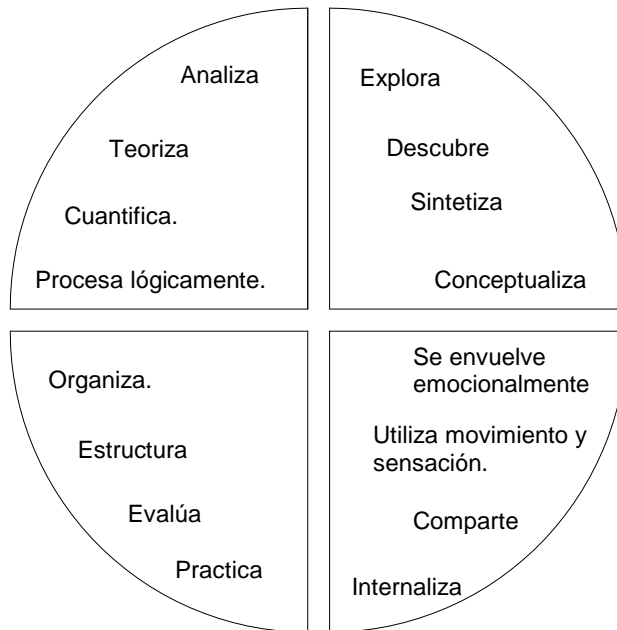 Analiza
Teoriza
Cuantifica.
Procesa lógicamente.
Explora
Descubre
Sintetiza
Conceptualiza
Organiza.
Estructura
Evalúa
Practica
Se envuelve
emocionalmente
Utiliza movimiento y
sensación.
Comparte
Internaliza